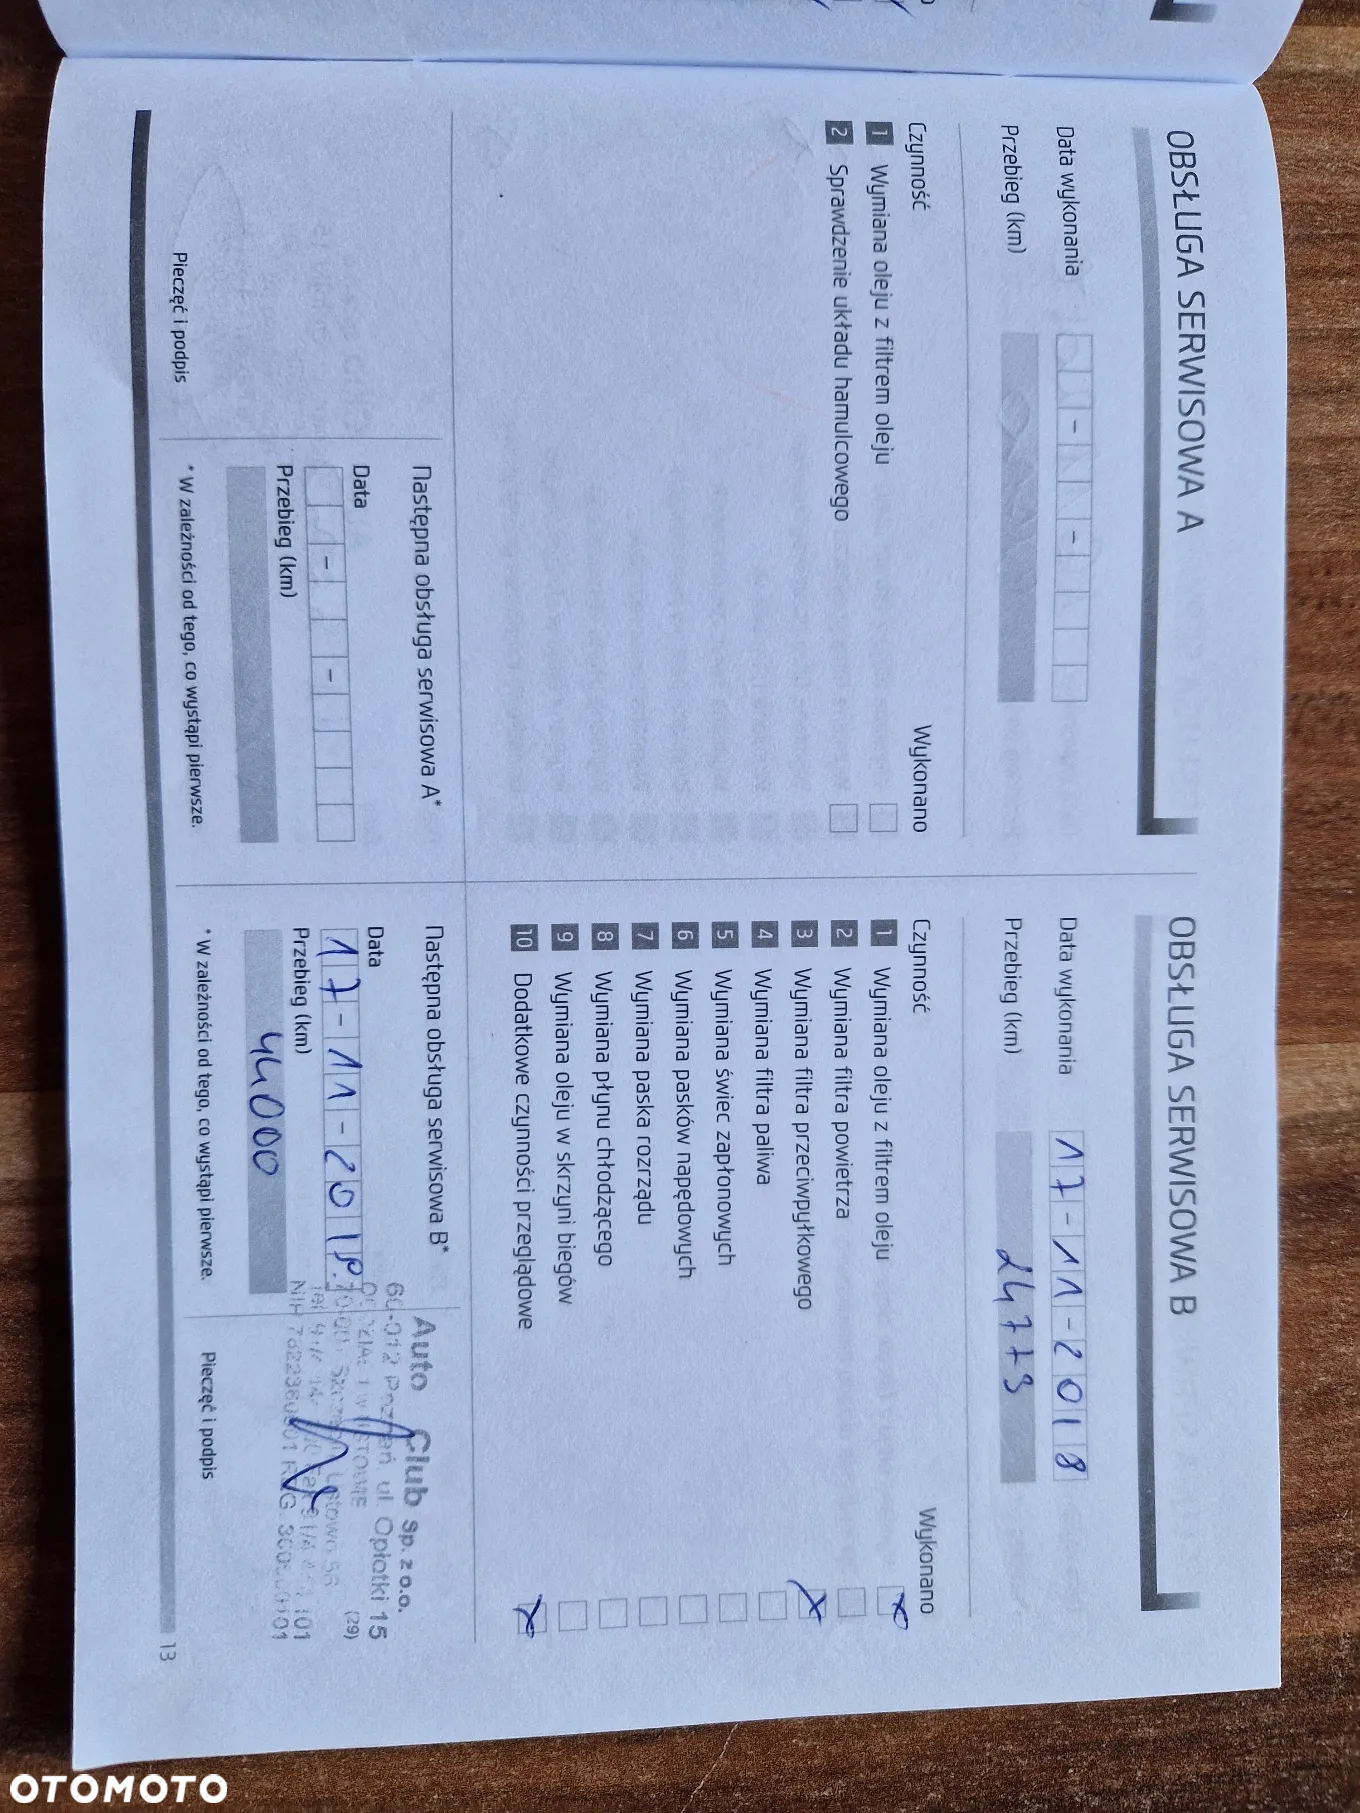 OBSŁUGA SERWISOWA A
Data wykonania
- -
Przebieg (km)
Czynność Wykonano
1 Wymiana oleju z filtrem oleju
2 Sprawdzenie układu hamulcowego
Następna obsługa serwisowa A*
Data
- -
Przebieg (km)
* W zależności od tego, co wystąpi pierwsze.
Pieczęć i podpis
OBSŁUGA SERWISOWA B
Data wykonania 17-11-2018
Przebieg (km) 24773
Czynność Wykonano
1 Wymiana oleju z filtrem oleju x
2 Wymiana filtra powietrza
3 Wymiana filtra przeciwpyłkowego x
4 Wymiana filtra paliwa
5 Wymiana świec zapłonowych
6 Wymiana pasków napędowych
7 Wymiana paska rozrządu
8 Wymiana płynu chłodzącego
9 Wymiana oleju w skrzyni biegów
10 Dodatkowe czynności przeglądowe x
Następna obsługa serwisowa B*
Data
17-11-201
Przebieg (km)
44000
* W zależności od tego, co wystąpi pierwsze.
Auto Club sp. z o.o.
60-012 Poznań ul. Opłotki 15
(29)
Pieczęć i podpis
13
OTOMOTO